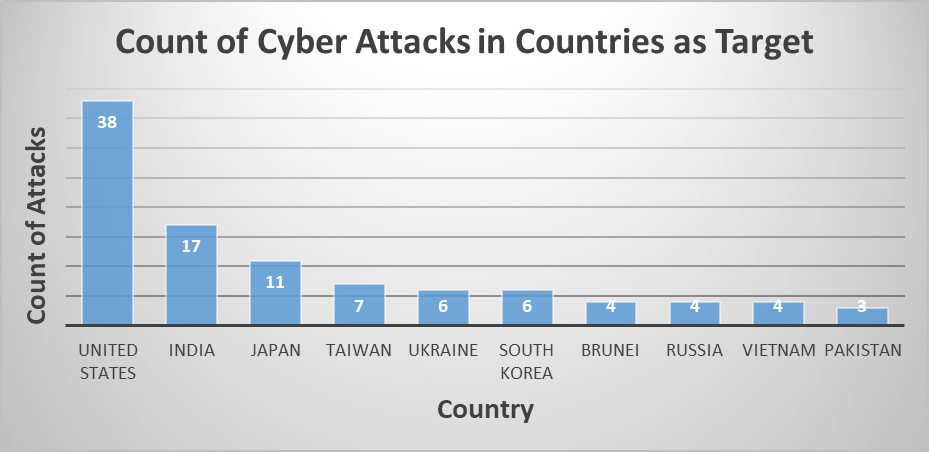 Count of Cyber Attacks in Countries as Target
Count of Attacks
38
17
11
7
6
6
4
4
4
3
UNITED STATES
INDIA
JAPAN
TAIWAN
UKRAINE
SOUTH KOREA
BRUNEI
RUSSIA
VIETNAM
PAKISTAN
Country